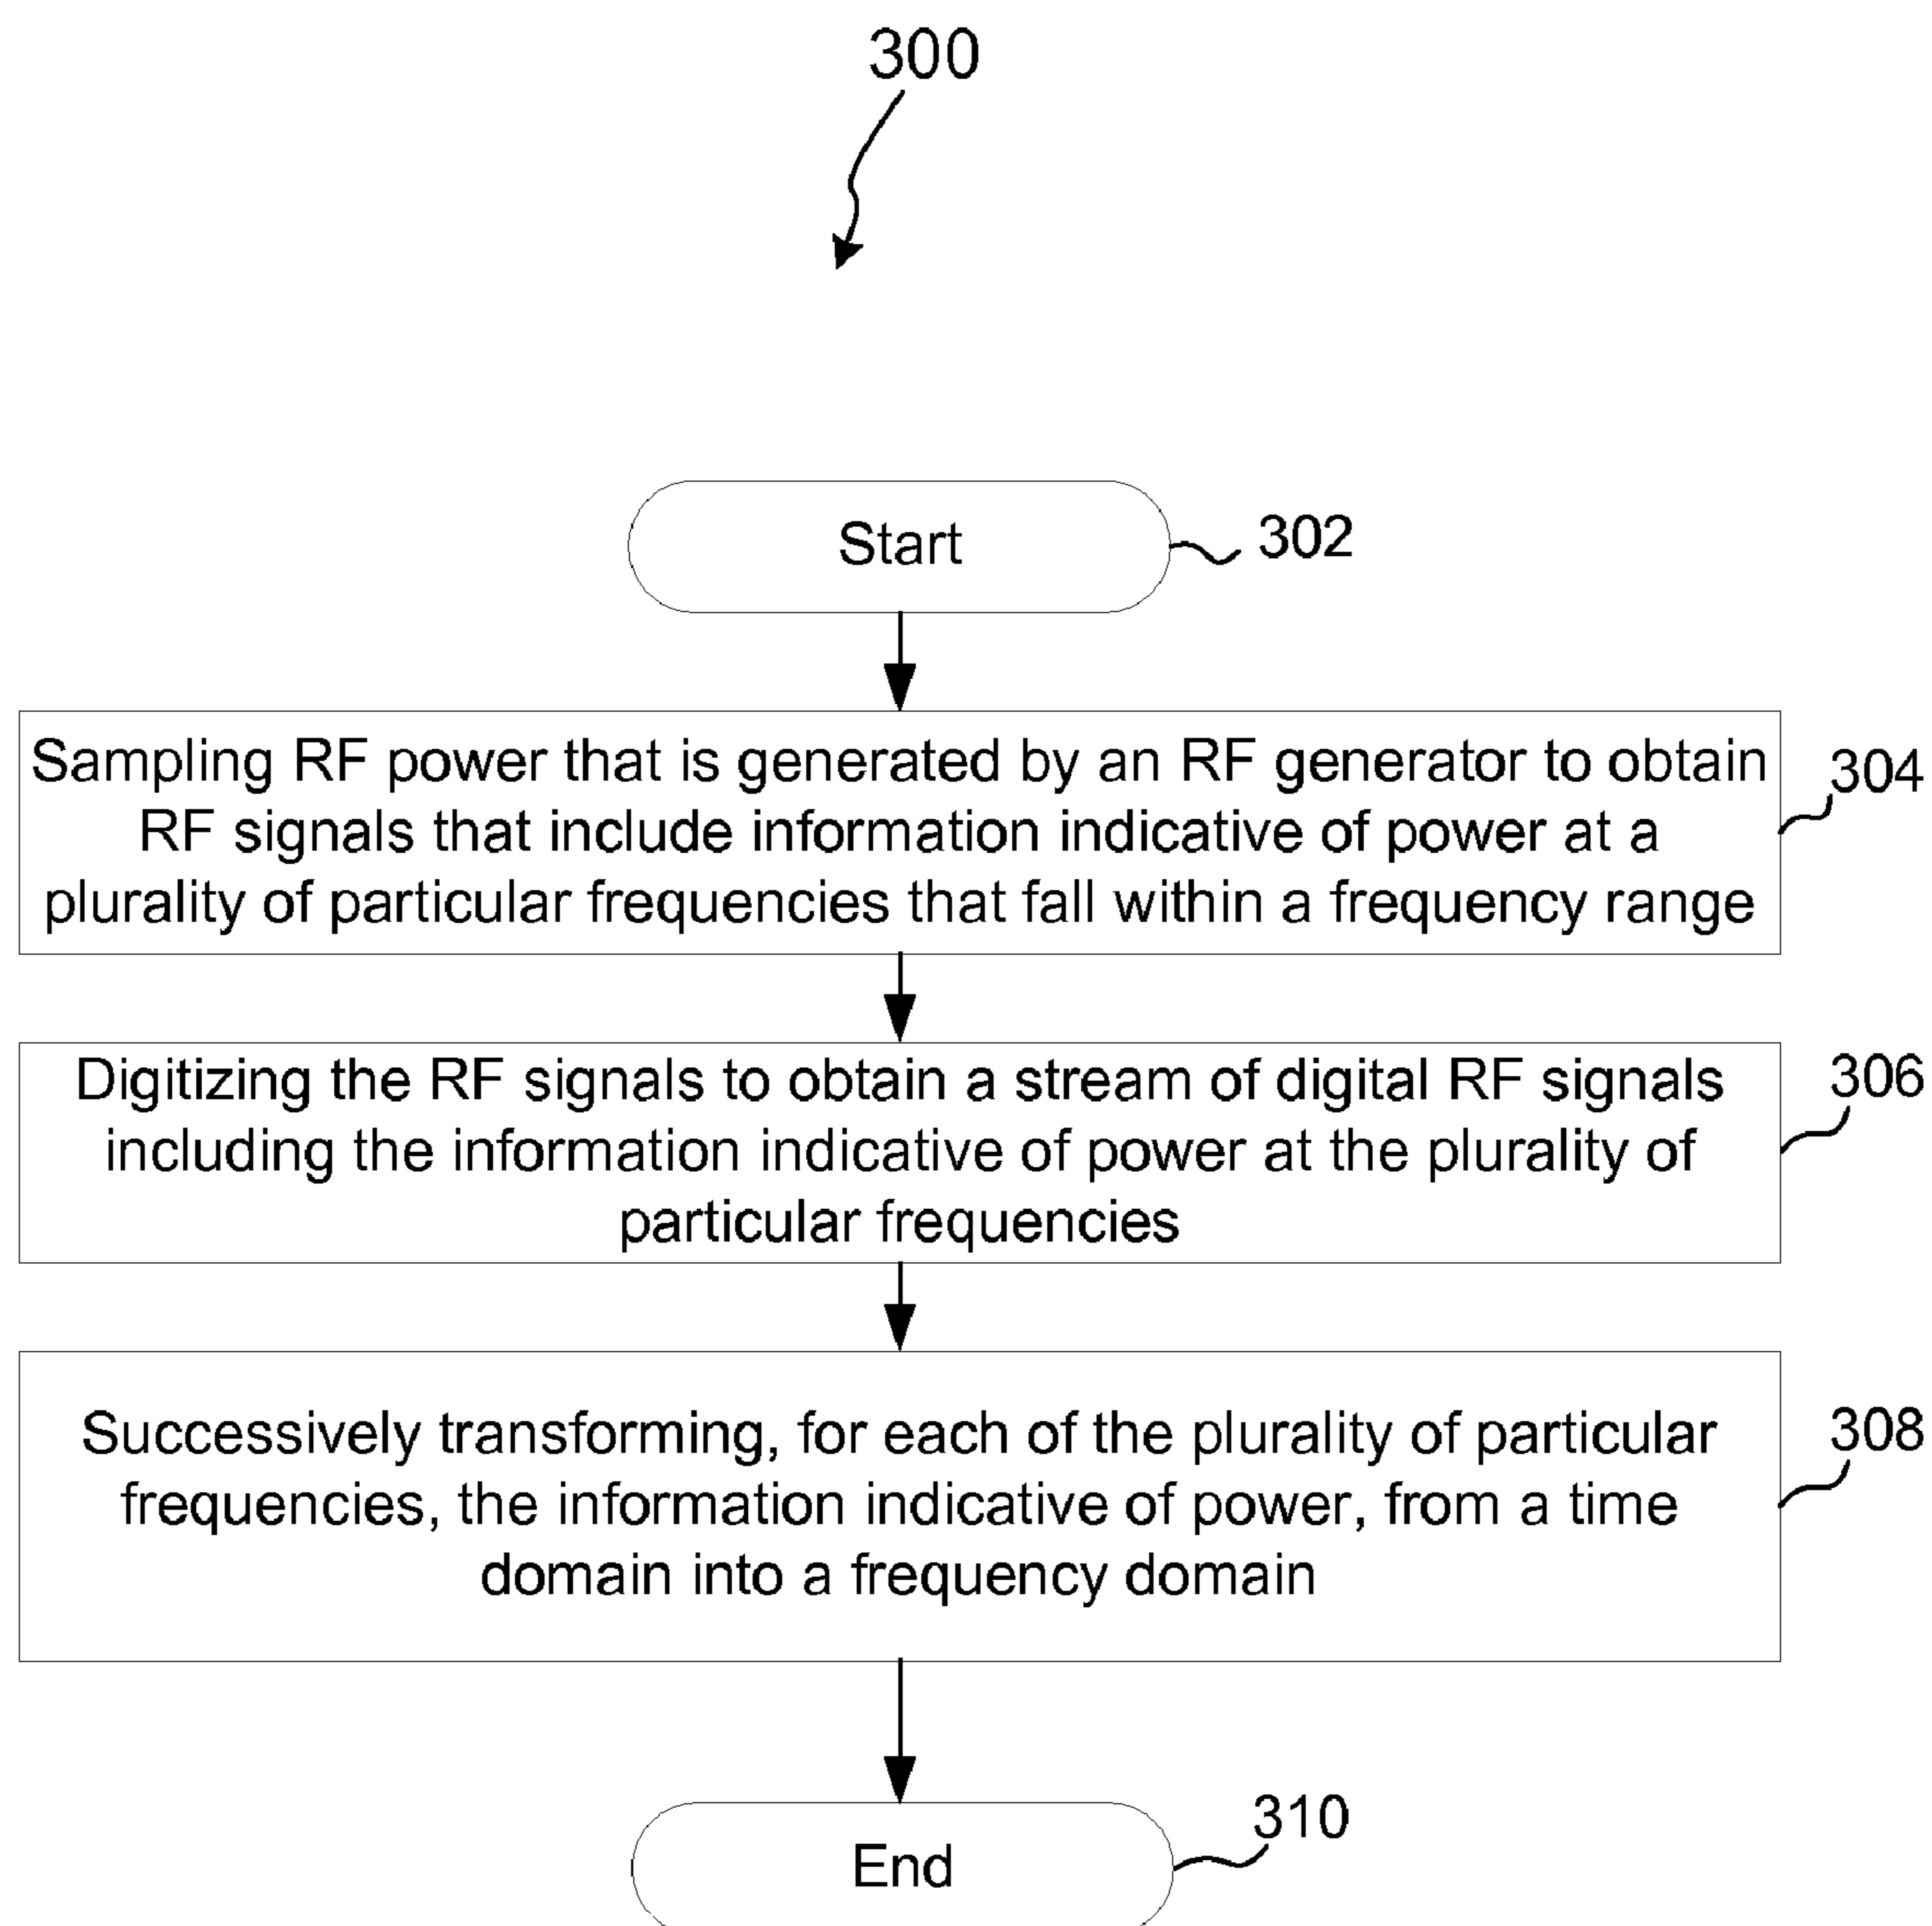 300
Start
302
Sampling RF power that is generated by an RF generator to obtain
RF signals that include information indicative of power at a
plurality of particular frequencies that fall within a frequency range
304
Digitizing the RF signals to obtain a stream of digital RF signals
including the information indicative of power at the plurality of
particular frequencies
306
Successively transforming, for each of the plurality of particular
frequencies, the information indicative of power, from a time
domain into a frequency domain
308
End
310